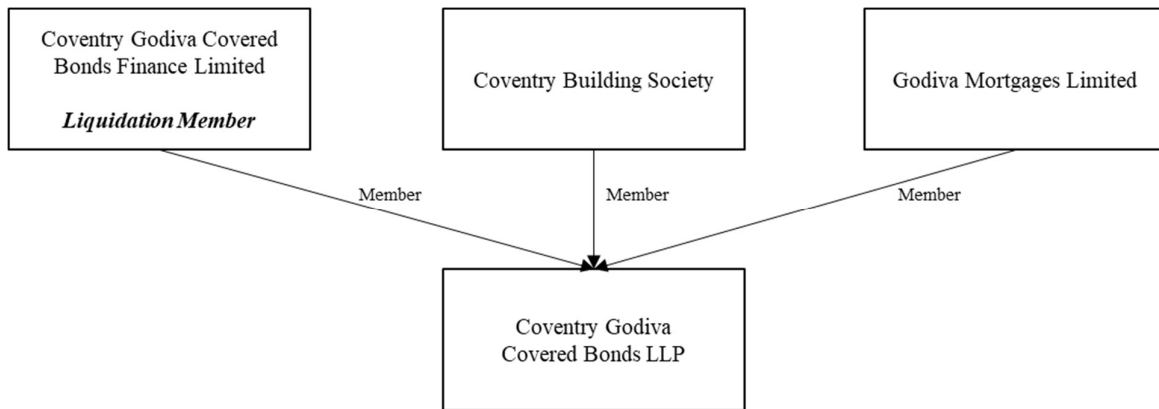 Coventry Godiva Covered
Bonds Finance Limited
Liquidation Member
Coventry Building Society
Godiva Mortgages Limited
Member
Member
Member
Coventry Godiva
Covered Bonds LLP